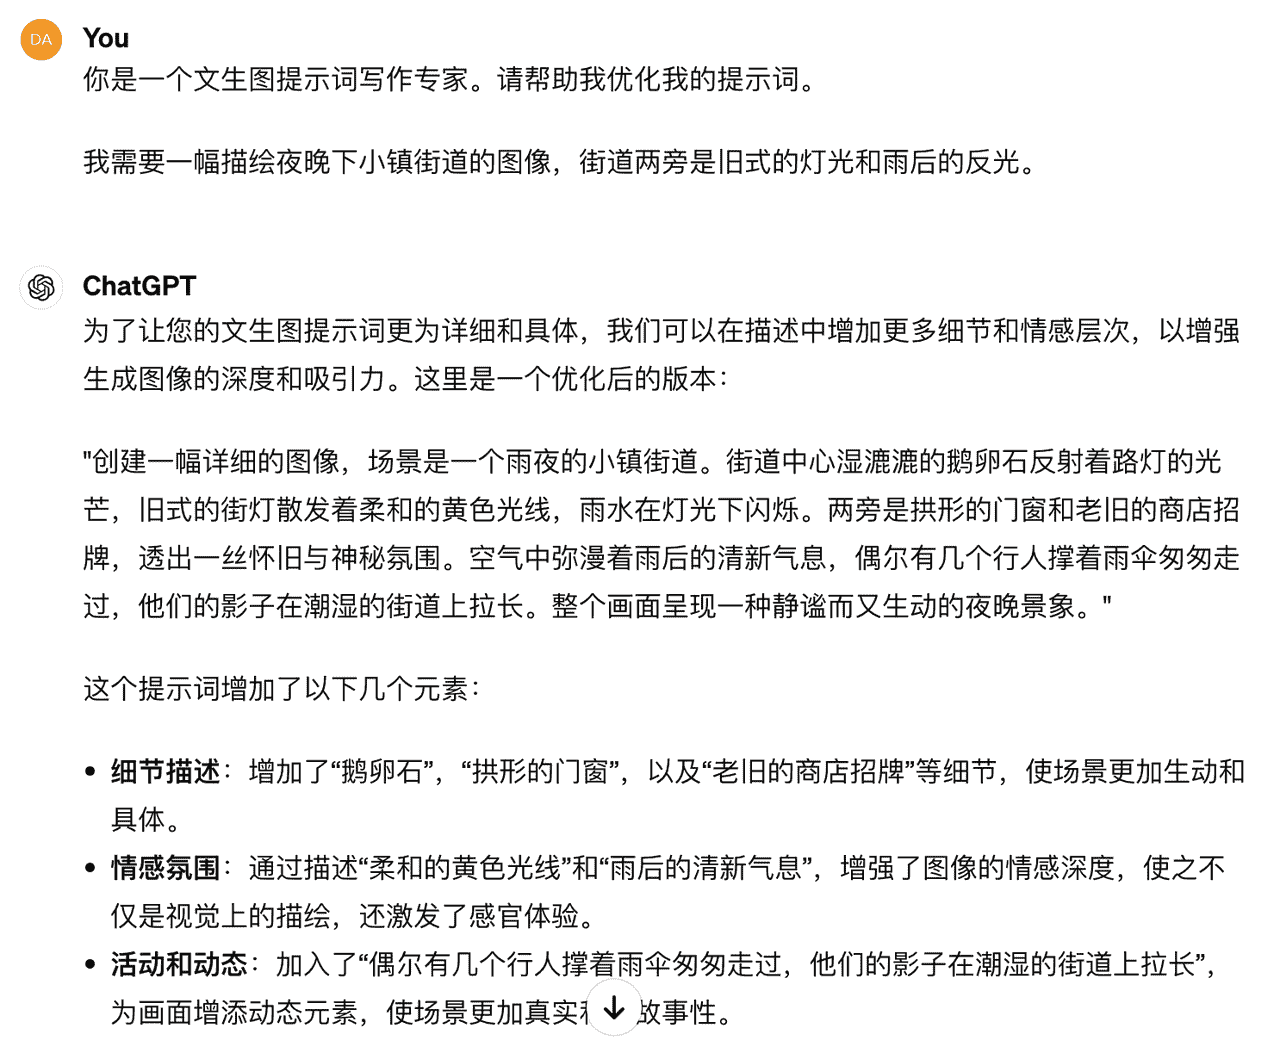 DA
You
你是一个文生图提示词写作专家。请帮助我优化我的提示词。
我需要一幅描绘夜晚下小镇街道的图像，街道两旁是旧式的灯光和雨后的反光。
ChatGPT
为了让您的文生图提示词更为详细和具体，我们可以在描述中增加更多细节和情感层次，以增强
生成图像的深度和吸引力。这里是一个优化后的版本：
"创建一幅详细的图像，场景是一个雨夜的小镇街道。街道中心湿漉漉的鹅卵石反射着路灯的光
芒，旧式的街灯散发着柔和的黄色光线，雨水在灯光下闪烁。两旁是拱形的门窗和老旧的商店招
牌，透出一丝怀旧与神秘氛围。空气中弥漫着雨后的清新气息，偶尔有几个行人撑着雨伞匆匆走
过，他们的影子在潮湿的街道上拉长。整个画面呈现一种静谧而又生动的夜晚景象。"
这个提示词增加了以下几个元素：
• 细节描述：增加了“鹅卵石”，“拱形的门窗”，以及“老旧的商店招牌”等细节，使场景更加生动和
具体。
• 情感氛围：通过描述“柔和的黄色光线”和“雨后的清新气息”，增强了图像的情感深度，使之不
仅是视觉上的描绘，还激发了感官体验。
• 活动和动态：加入了“偶尔有几个行人撑着雨伞匆匆走过，他们的影子在潮湿的街道上拉长”，
为画面增添动态元素，使场景更加真实 故事性。